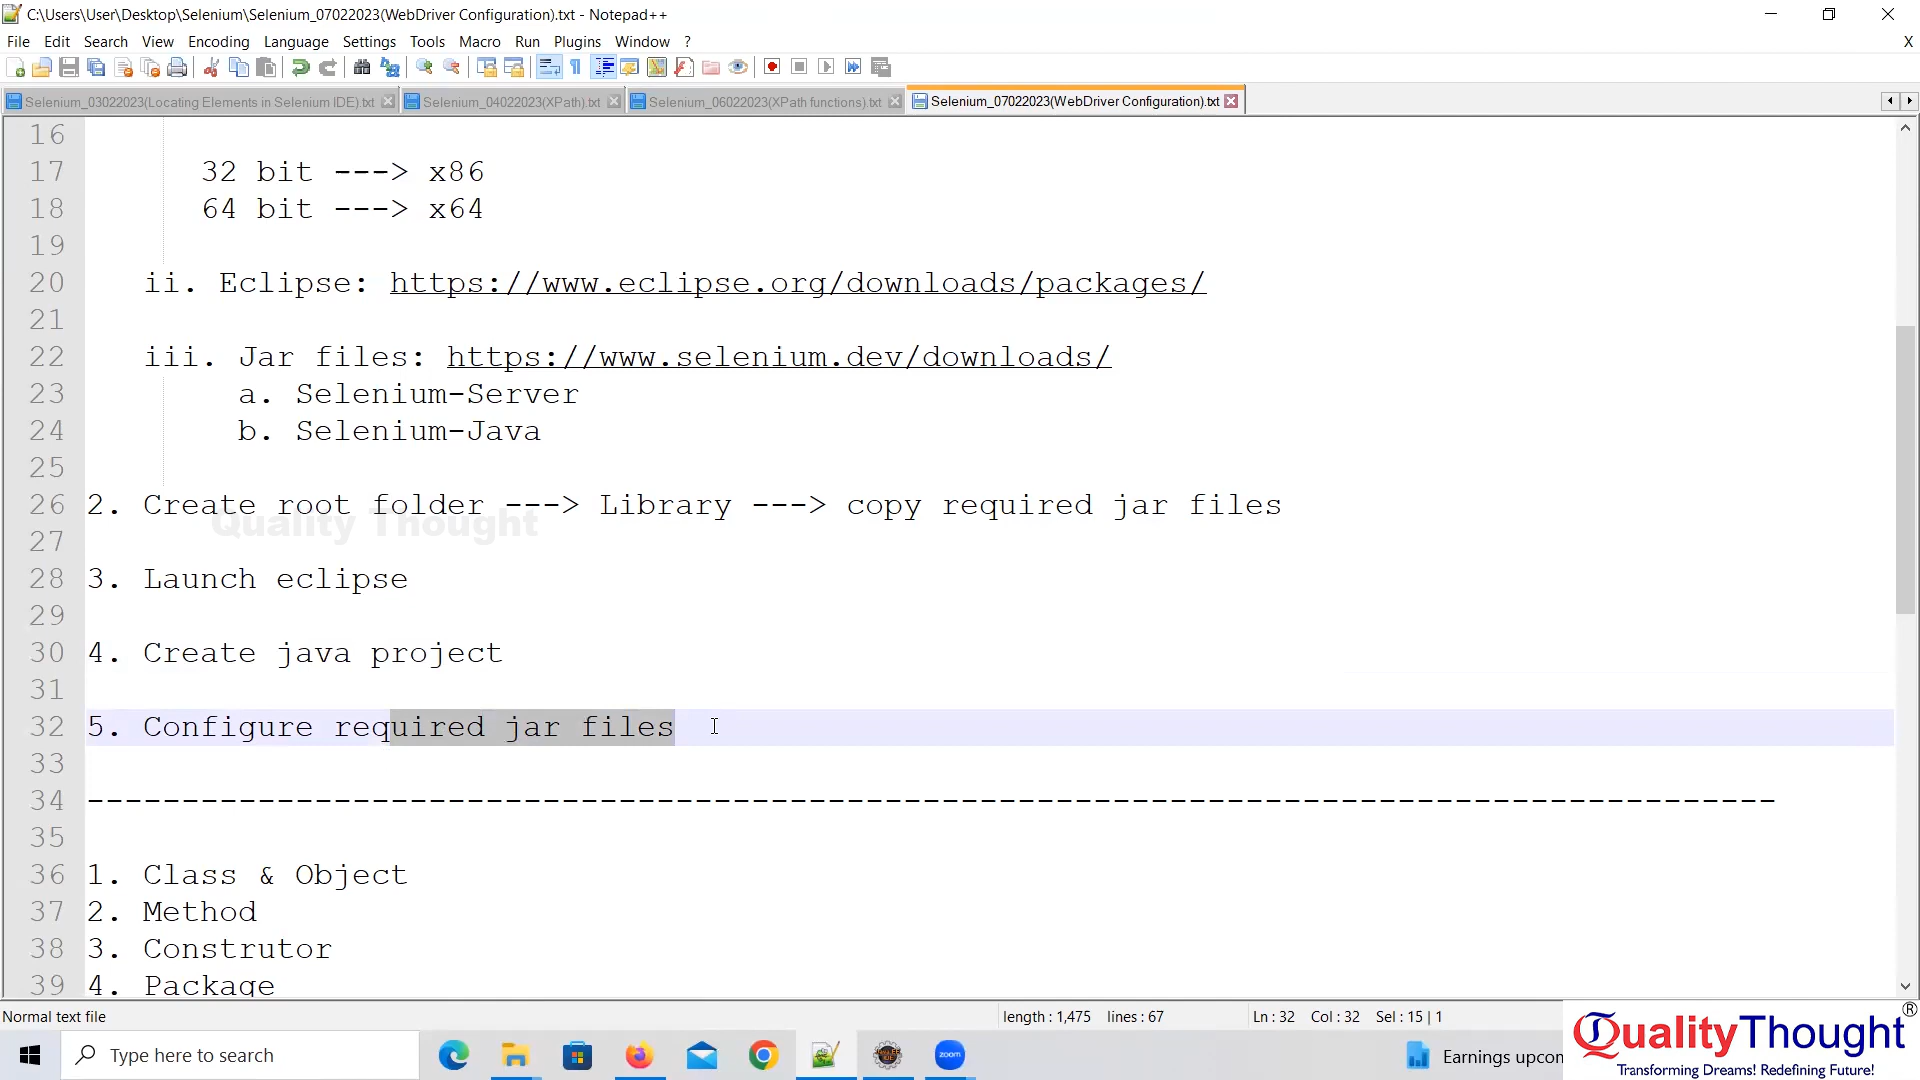 C:\Users\User\Desktop\Selenium\Selenium_07022023(WebDriver Configuration).txt - Notepad++
File Edit Search View Encoding Language Settings Tools Macro Run Plugins Window ? X
Selenium_03022023(Locating Elements in Selenium IDE).txt Selenium_04022023(XPath).txt Selenium_06022023(XPath functions).txt Selenium_07022023(WebDriver Configuration).txt
16
17 32 bit ---> x86
18 64 bit ---> x64
19
20 ii. Eclipse: https://www.eclipse.org/downloads/packages/
21
22 iii. Jar files: https://www.selenium.dev/downloads/
23 a. Selenium-Server
24 b. Selenium-Java
25
26 2. Create root folder ---> Library ---> copy required jar files
Quality Thought
27
28 3. Launch eclipse
29
30 4. Create java project
31
32 5. Configure required jar files
33
34 -----------------------------------------------------------------------------------------
35
36 1. Class & Object
37 2. Method
38 3. Construtor
39 4. Package
Normal text file length : 1,475 lines : 67 Ln : 32 Col : 32 Sel : 15 | 1
Type here to search zoom Earnings upcom
QualityThought®
Transforming Dreams! Redefining Future!